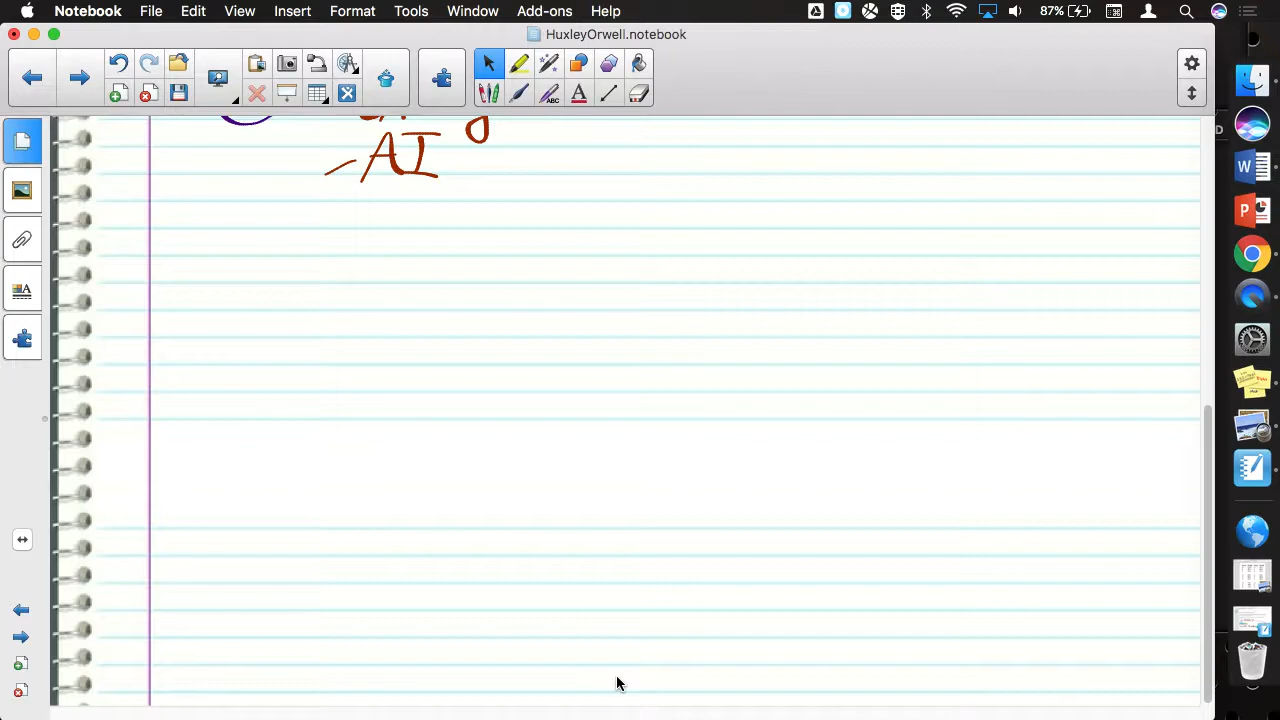 Notebook File Edit View Insert Format Tools Window Add-ons Help 87%
HuxleyOrwell.notebook
- AI